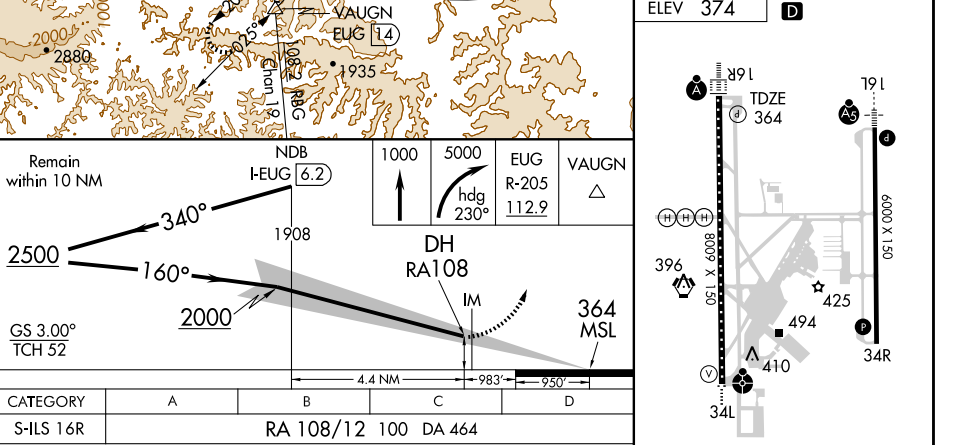 2000
2880
025°
VAUGN
EUG 14
1935
108.2 RBG
Chan 19
ELEV 374 D
A
16R
TDZE
364
P
16L
A5
P
H H H
8009 X 150
6000 X 150
396
425
494
410
P
34R
V
34L
Remain
within 10 NM
NDB
I-EUG 6.2
1000
5000
hdg
230°
EUG
R-205
112.9
VAUGN
340°
1908
2500
160°
DH
RA108
IM
2000
364
MSL
GS 3.00°
TCH 52
4.4 NM
983'
950'
CATEGORY A B C D
S-ILS 16R RA 108/12 100 DA 464